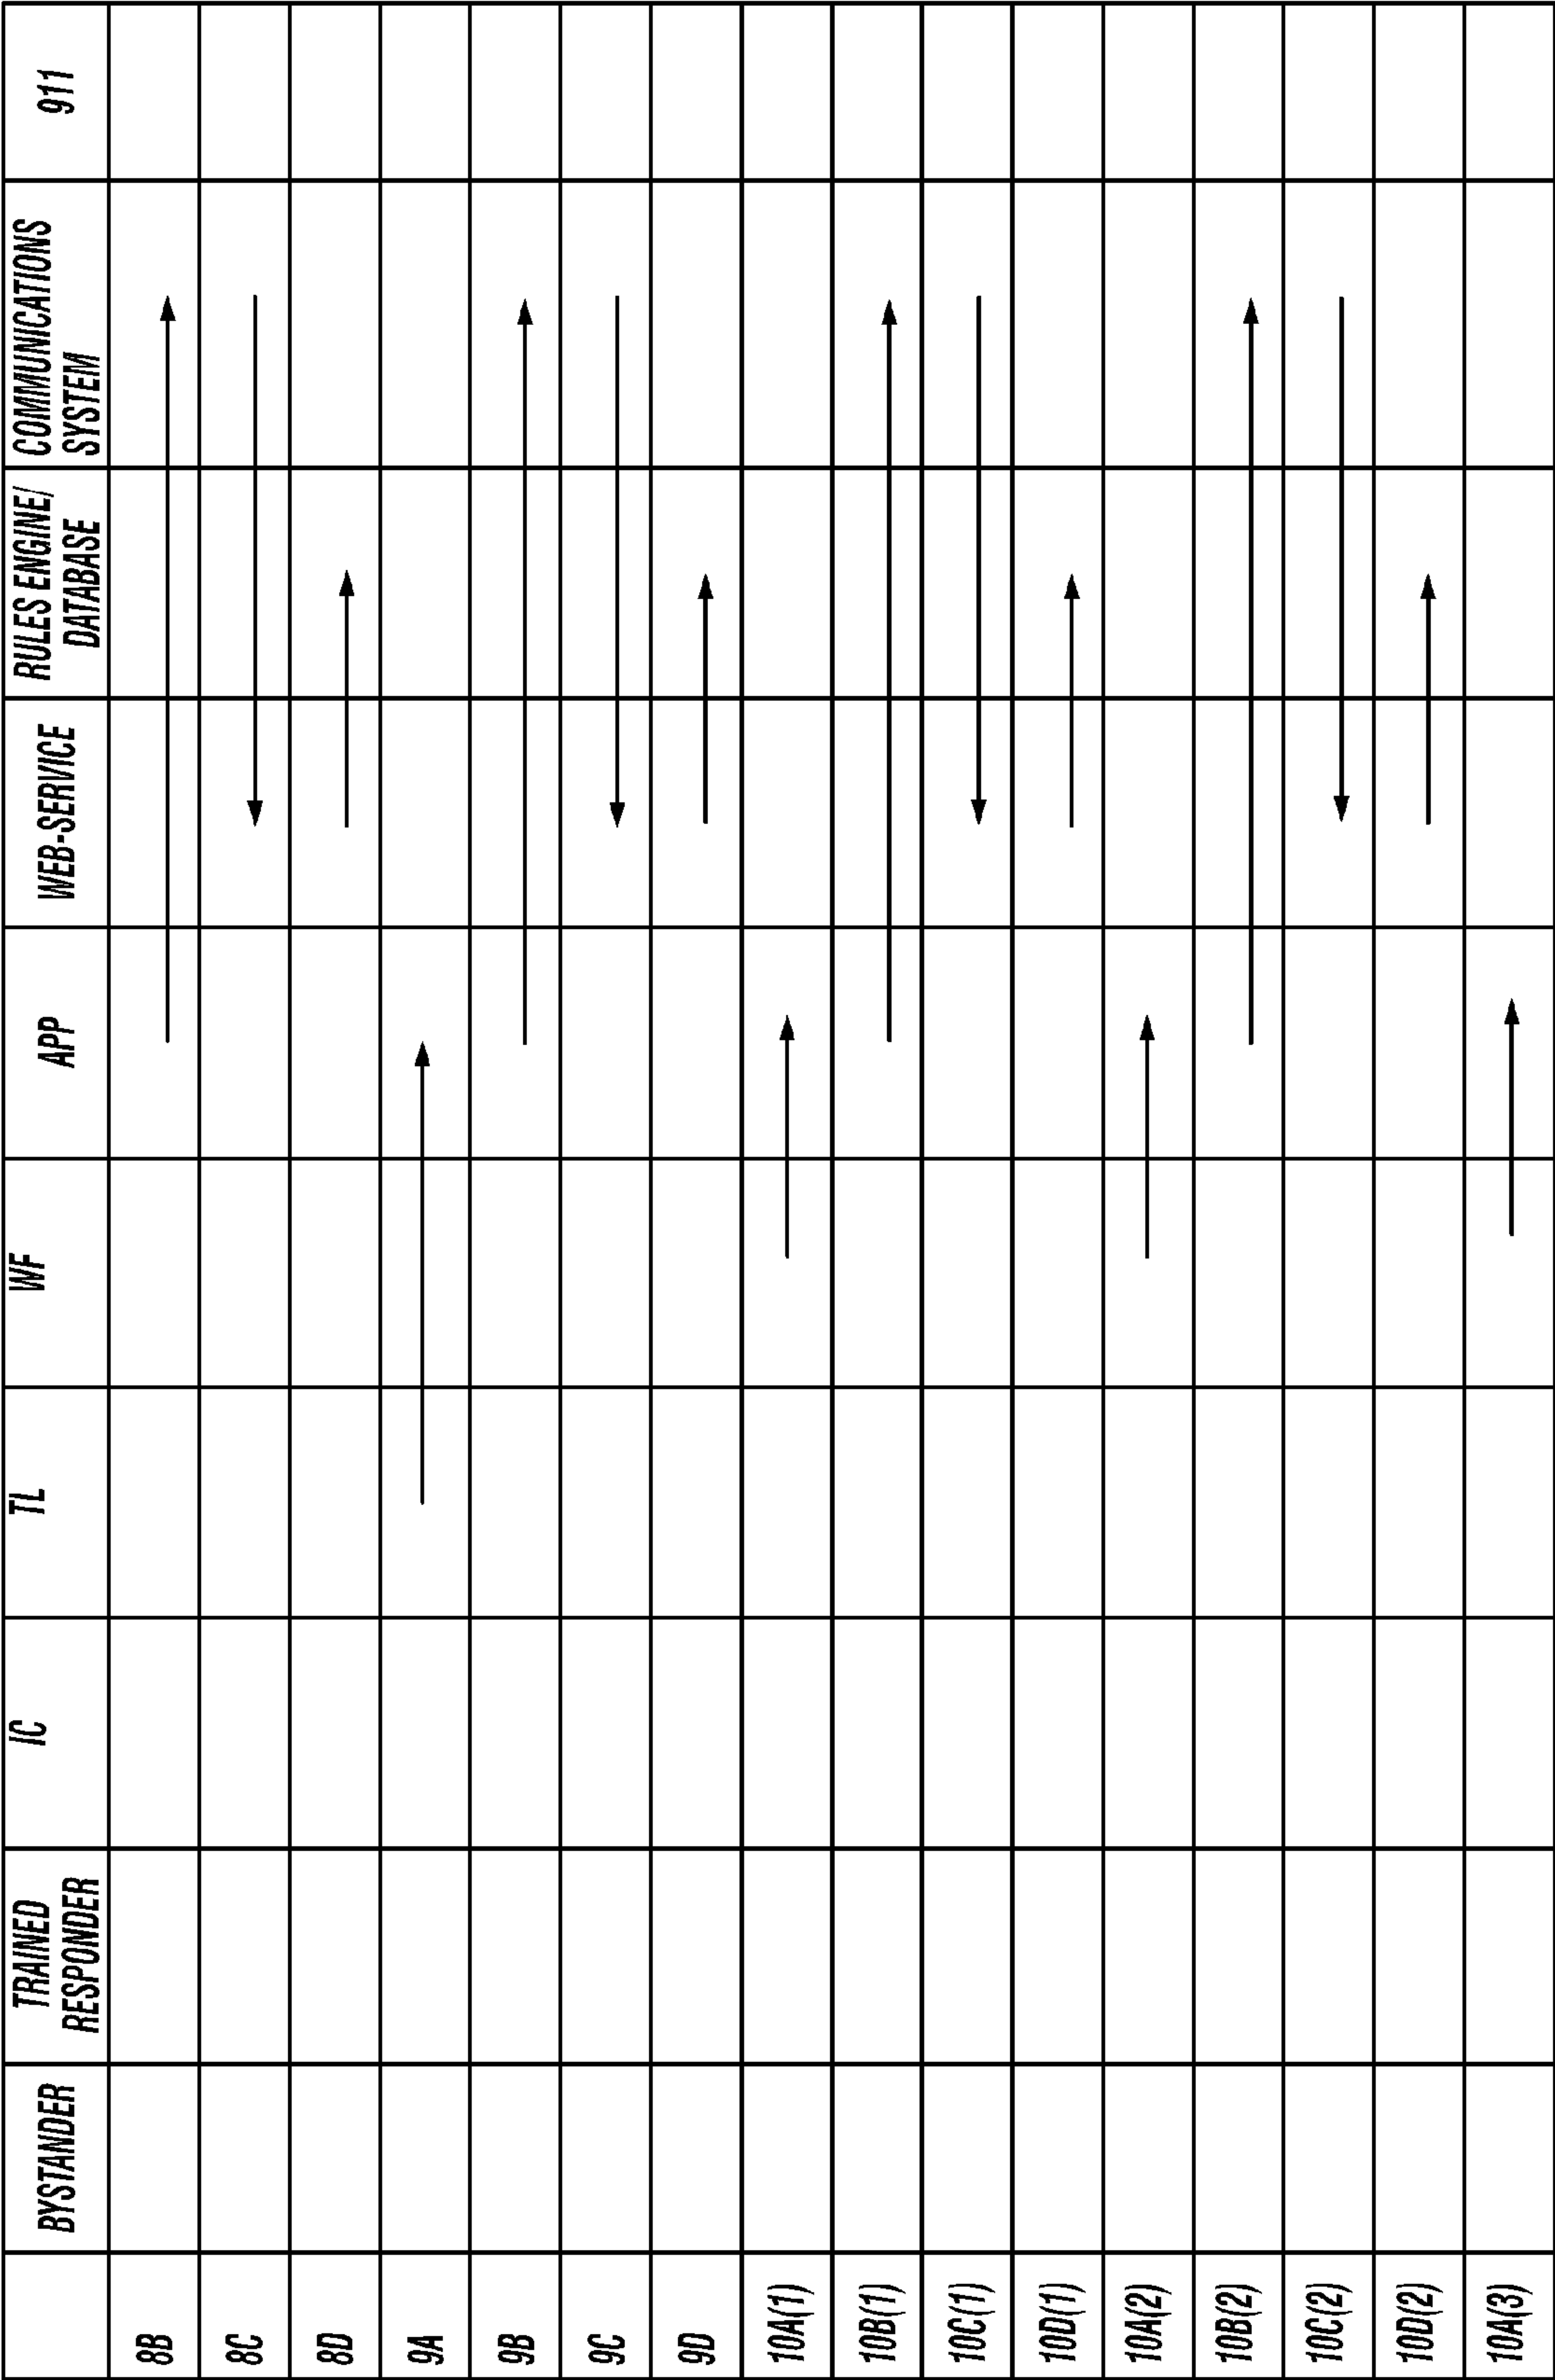 BYSTANDER
TRAINED
RESPONDER
IC
TL
WF
APP
WEB-SERVICE
RULES ENGINE/
DATABASE
COMMUNICATIONS
SYSTEM
911
8B
8C
8D
9A
9B
9C
9D
10A(1)
10B(1)
10C(1)
10D(1)
10A(2)
10B(2)
10C(2)
10D(2)
10A(3)